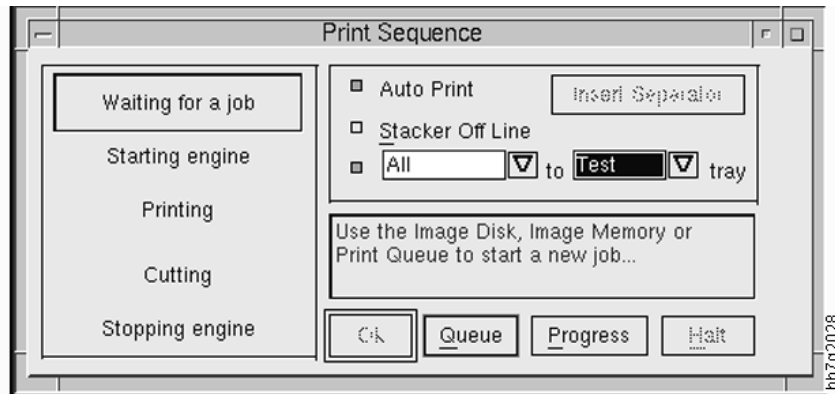 Print Sequence
Waiting for a job
Starting engine
Printing
Cutting
Stopping engine
Auto Print
Insert Separator
Stacker Off Line
All to Test tray
Use the Image Disk, Image Memory or
Print Queue to start a new job...
Ok Queue Progress Halt
hb7q2028